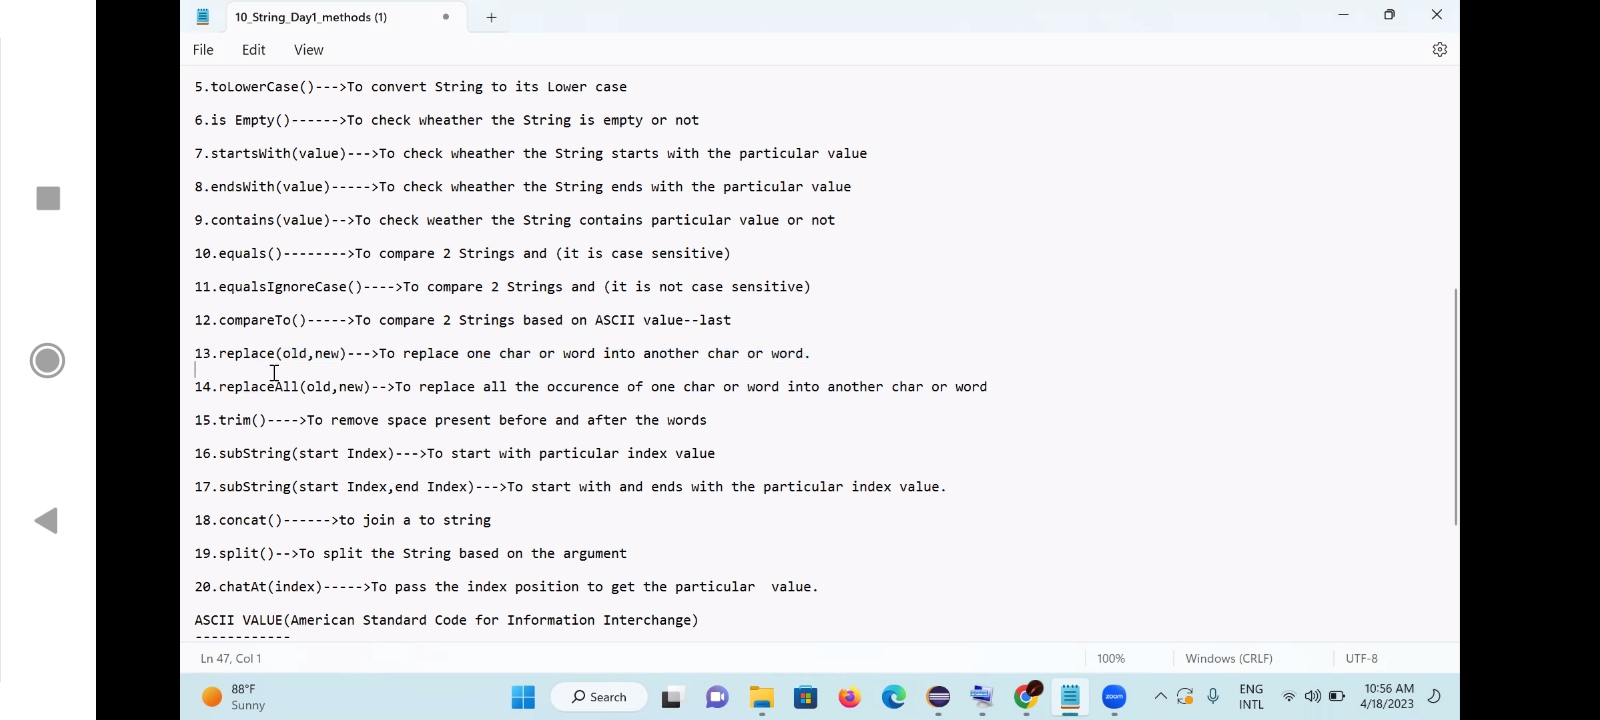 10_String_Day1_methods (1)
File Edit View
5.toLowerCase()--->To convert String to its Lower case
6.is Empty()------>To check wheather the String is empty or not
7.startsWith(value)--->To check wheather the String starts with the particular value
8.endsWith(value)----->To check wheather the String ends with the particular value
9.contains(value)-->To check weather the String contains particular value or not
10.equals()-------->To compare 2 Strings and (it is case sensitive)
11.equalsIgnoreCase()---->To compare 2 Strings and (it is not case sensitive)
12.compareTo()----->To compare 2 Strings based on ASCII value--last
13.replace(old,new)--->To replace one char or word into another char or word.
14.replaceAll(old,new)-->To replace all the occurence of one char or word into another char or word
15.trim()---->To remove space present before and after the words
16.subString(start Index)--->To start with particular index value
17.subString(start Index,end Index)--->To start with and ends with the particular index value.
18.concat()------>to join a to string
19.split()-->To split the String based on the argument
20.chatAt(index)----->To pass the index position to get the particular  value.
ASCII VALUE(American Standard Code for Information Interchange)
------------
Ln 47, Col 1 100% Windows (CRLF) UTF-8
88°F
Sunny
Search
zoom
ENG
INTL
10:56 AM
4/18/2023